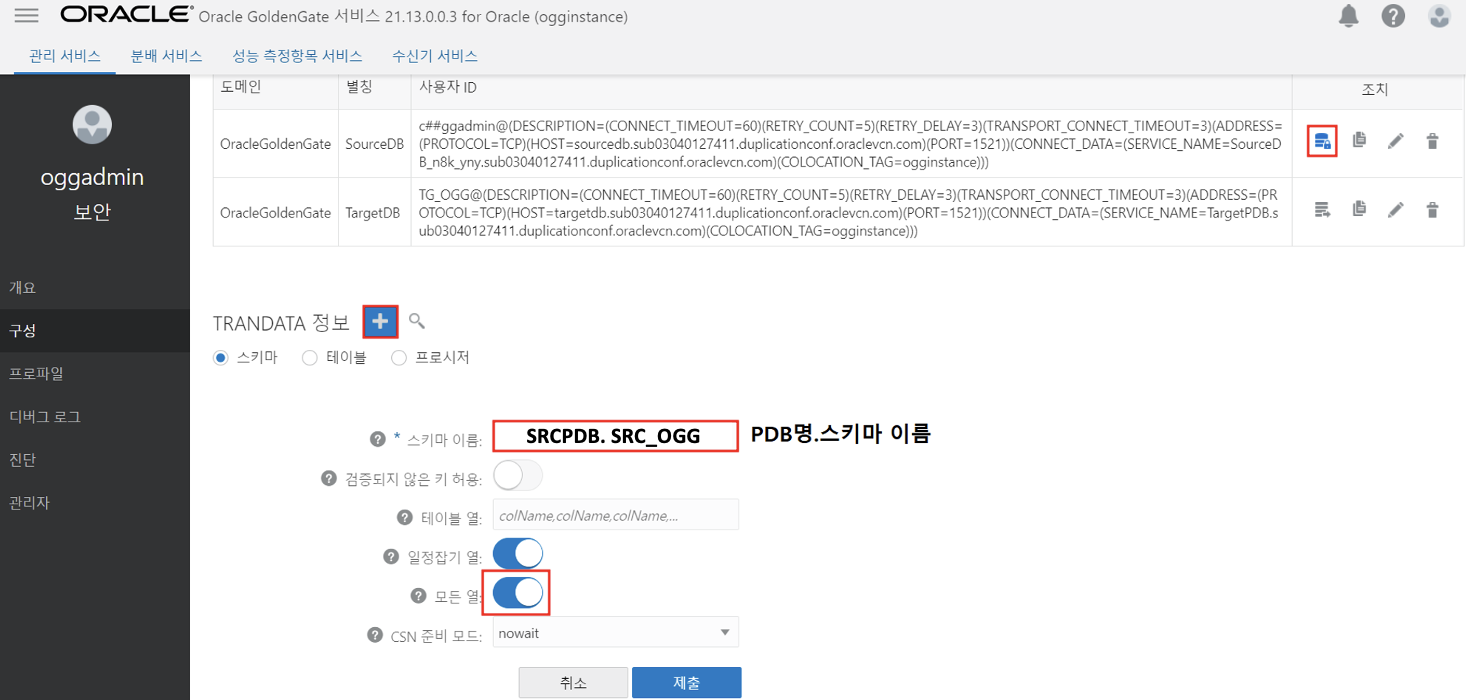 ORACLE Oracle GoldenGate 서비스 21.13.0.0.3 for Oracle (ogginstance)
관리 서비스 분배 서비스 성능 측정항목 서비스 수신기 서비스
oggadmin
보안
개요
구성
프로파일
디버그 로그
진단
관리자
도메인 별칭 사용자 ID 조치
OracleGoldenGate SourceDB
c##ggadmin@(DESCRIPTION=(CONNECT_TIMEOUT=60)(RETRY_COUNT=5)(RETRY_DELAY=3)(TRANSPORT_CONNECT_TIMEOUT=3)(ADDRESS=
(PROTOCOL=TCP)(HOST=sourcedb.sub03040127411.duplicationconf.oraclevcn.com)(PORT=1521))(CONNECT_DATA=(SERVICE_NAME=SourceD
B_n8k_yny.sub03040127411.duplicationconf.oraclevcn.com)(COLOCATION_TAG=ogginstance)))
OracleGoldenGate TargetDB
TG_OGG@(DESCRIPTION=(CONNECT_TIMEOUT=60)(RETRY_COUNT=5)(RETRY_DELAY=3)(TRANSPORT_CONNECT_TIMEOUT=3)(ADDRESS=(PR
OTOCOL=TCP)(HOST=targetdb.sub03040127411.duplicationconf.oraclevcn.com)(PORT=1521))(CONNECT_DATA=(SERVICE_NAME=TargetPDB.s
ub03040127411.duplicationconf.oraclevcn.com)(COLOCATION_TAG=ogginstance)))
TRANDATA 정보
스키마 테이블 프로시저
* 스키마 이름: SRCPDB. SRC_OGG PDB명.스키마 이름
검증되지 않은 키 허용:
테이블 열: colName,colName,colName,...
일정잡기 열:
모든 열:
CSN 준비 모드: nowait
취소 제출